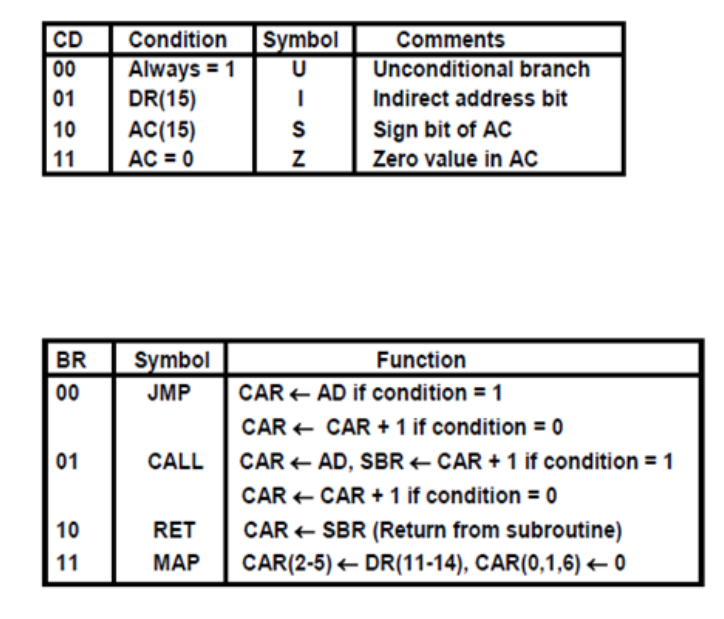 CD Condition Symbol Comments
00 Always = 1 U Unconditional branch
01 DR(15) I Indirect address bit
10 AC(15) S Sign bit of AC
11 AC = 0 Z Zero value in AC
BR Symbol Function
00 JMP CAR ← AD if condition = 1
CAR ← CAR + 1 if condition = 0
01 CALL CAR ← AD, SBR ← CAR + 1 if condition = 1
CAR ← CAR + 1 if condition = 0
10 RET CAR ← SBR (Return from subroutine)
11 MAP CAR(2-5) ← DR(11-14), CAR(0,1,6) ← 0